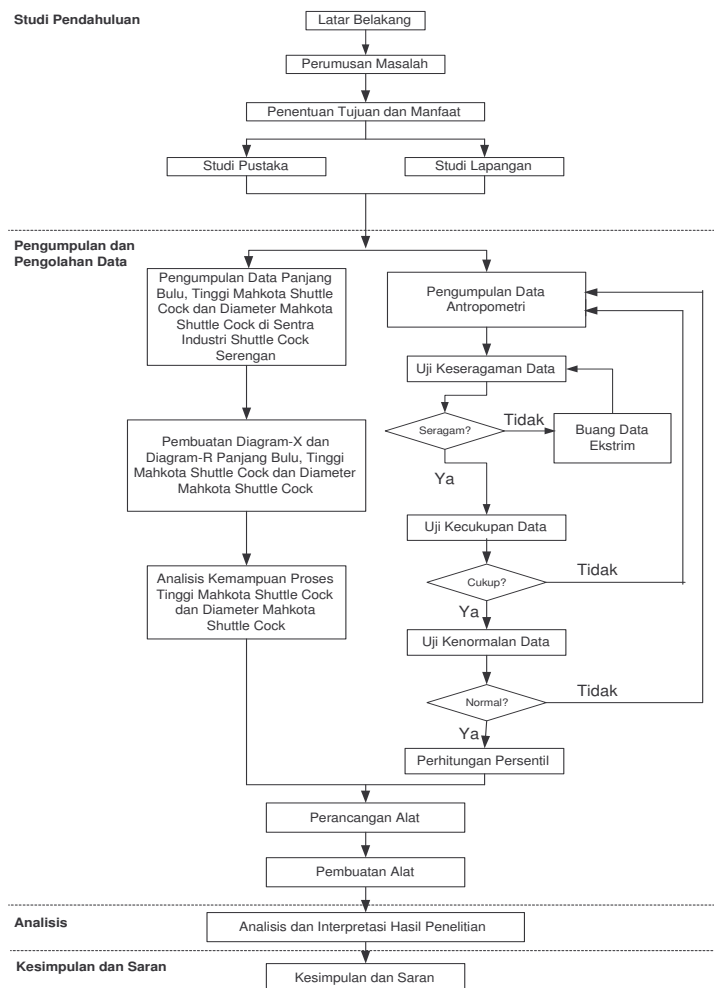 Studi Pendahuluan
Latar Belakang
Perumusan Masalah
Penentuan Tujuan dan Manfaat
Studi Pustaka
Studi Lapangan
Pengumpulan dan
Pengolahan Data
Pengumpulan Data Panjang
Bulu, Tinggi Mahkota Shuttle
Cock dan Diameter Mahkota
Shuttle Cock di Sentra
Industri Shuttle Cock
Serengan
Pembuatan Diagram-X dan
Diagram-R Panjang Bulu, Tinggi
Mahkota Shuttle Cock dan Diameter
Mahkota Shuttle Cock
Analisis Kemampuan Proses
Tinggi Mahkota Shuttle Cock
dan Diameter Mahkota
Shuttle Cock
Pengumpulan Data
Antropometri
Uji Keseragaman Data
Seragam?
Tidak
Buang Data
Ekstrim
Ya
Uji Kecukupan Data
Cukup?
Tidak
Ya
Uji Kenormalan Data
Normal?
Tidak
Ya
Perhitungan Persentil
Perancangan Alat
Pembuatan Alat
Analisis
Analisis dan Interpretasi Hasil Penelitian
Kesimpulan dan Saran
Kesimpulan dan Saran